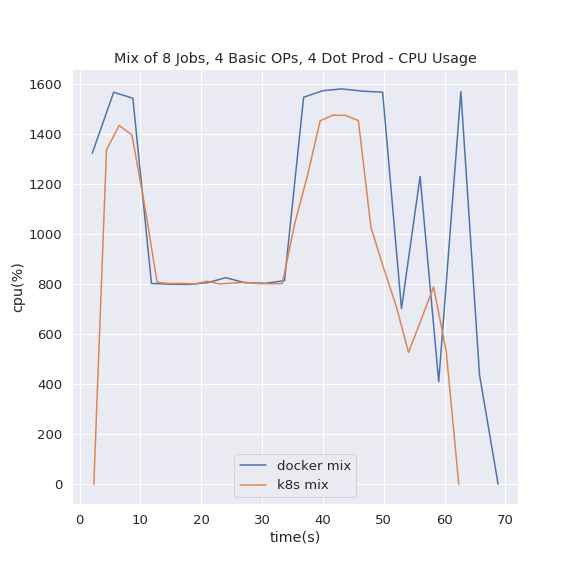 Mix of 8 Jobs, 4 Basic OPs, 4 Dot Prod - CPU Usage
1600
1400
1200
1000
800
600
400
200
0
cpu(%)
docker mix
k8s mix
0 10 20 30 40 50 60 70
time(s)